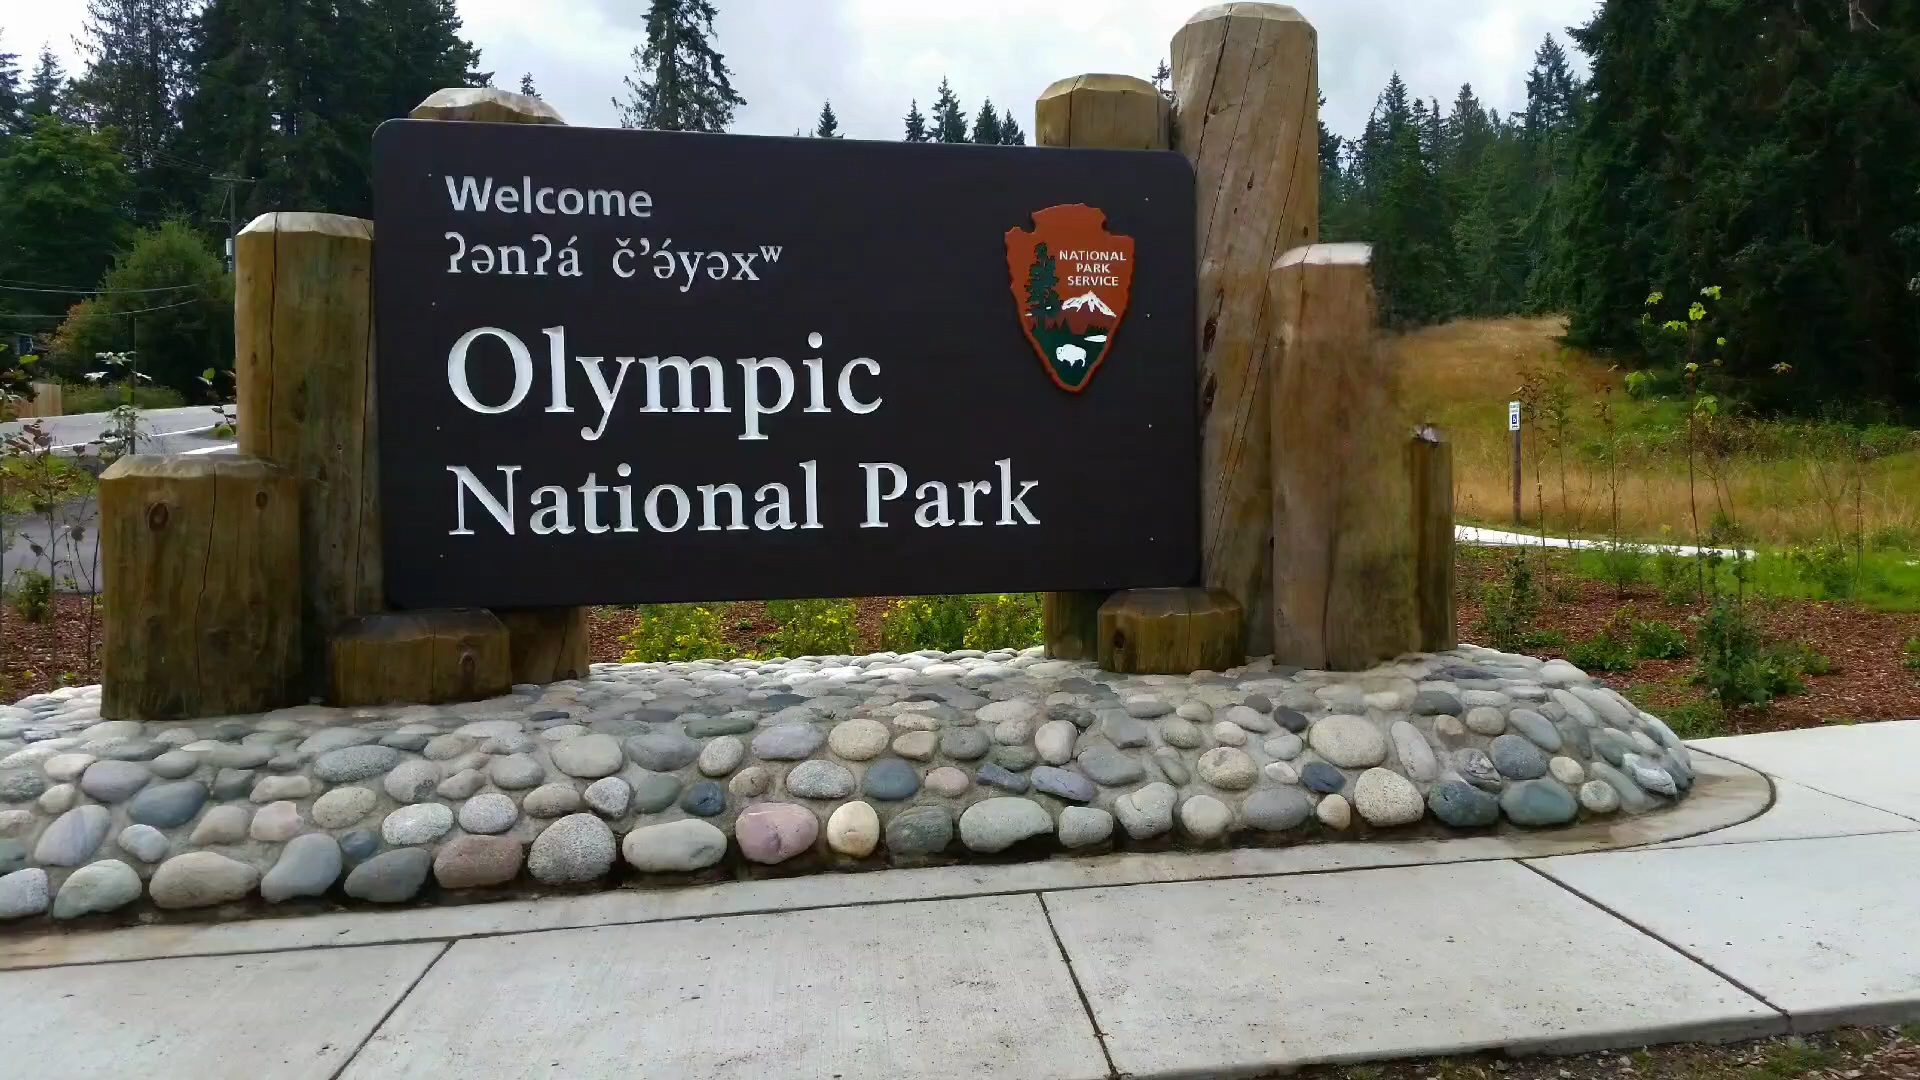 Welcome
ʔənʔá č’ə́yəxʷ
Olympic
National Park
NATIONAL
PARK
SERVICE